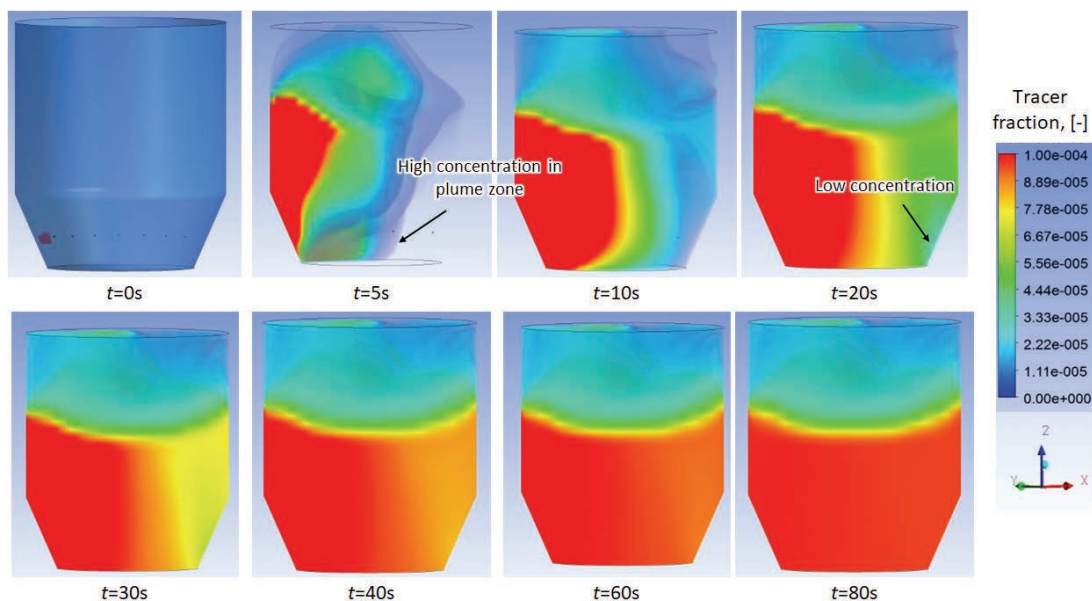 High concentration in
plume zone
Low concentration
t=0s
t=5s
t=10s
t=20s
t=30s
t=40s
t=60s
t=80s
Tracer
fraction, [-]
1.00e-004
8.89e-005
7.78e-005
6.67e-005
5.56e-005
4.44e-005
3.33e-005
2.22e-005
1.11e-005
0.00e+000
Z
Y
X